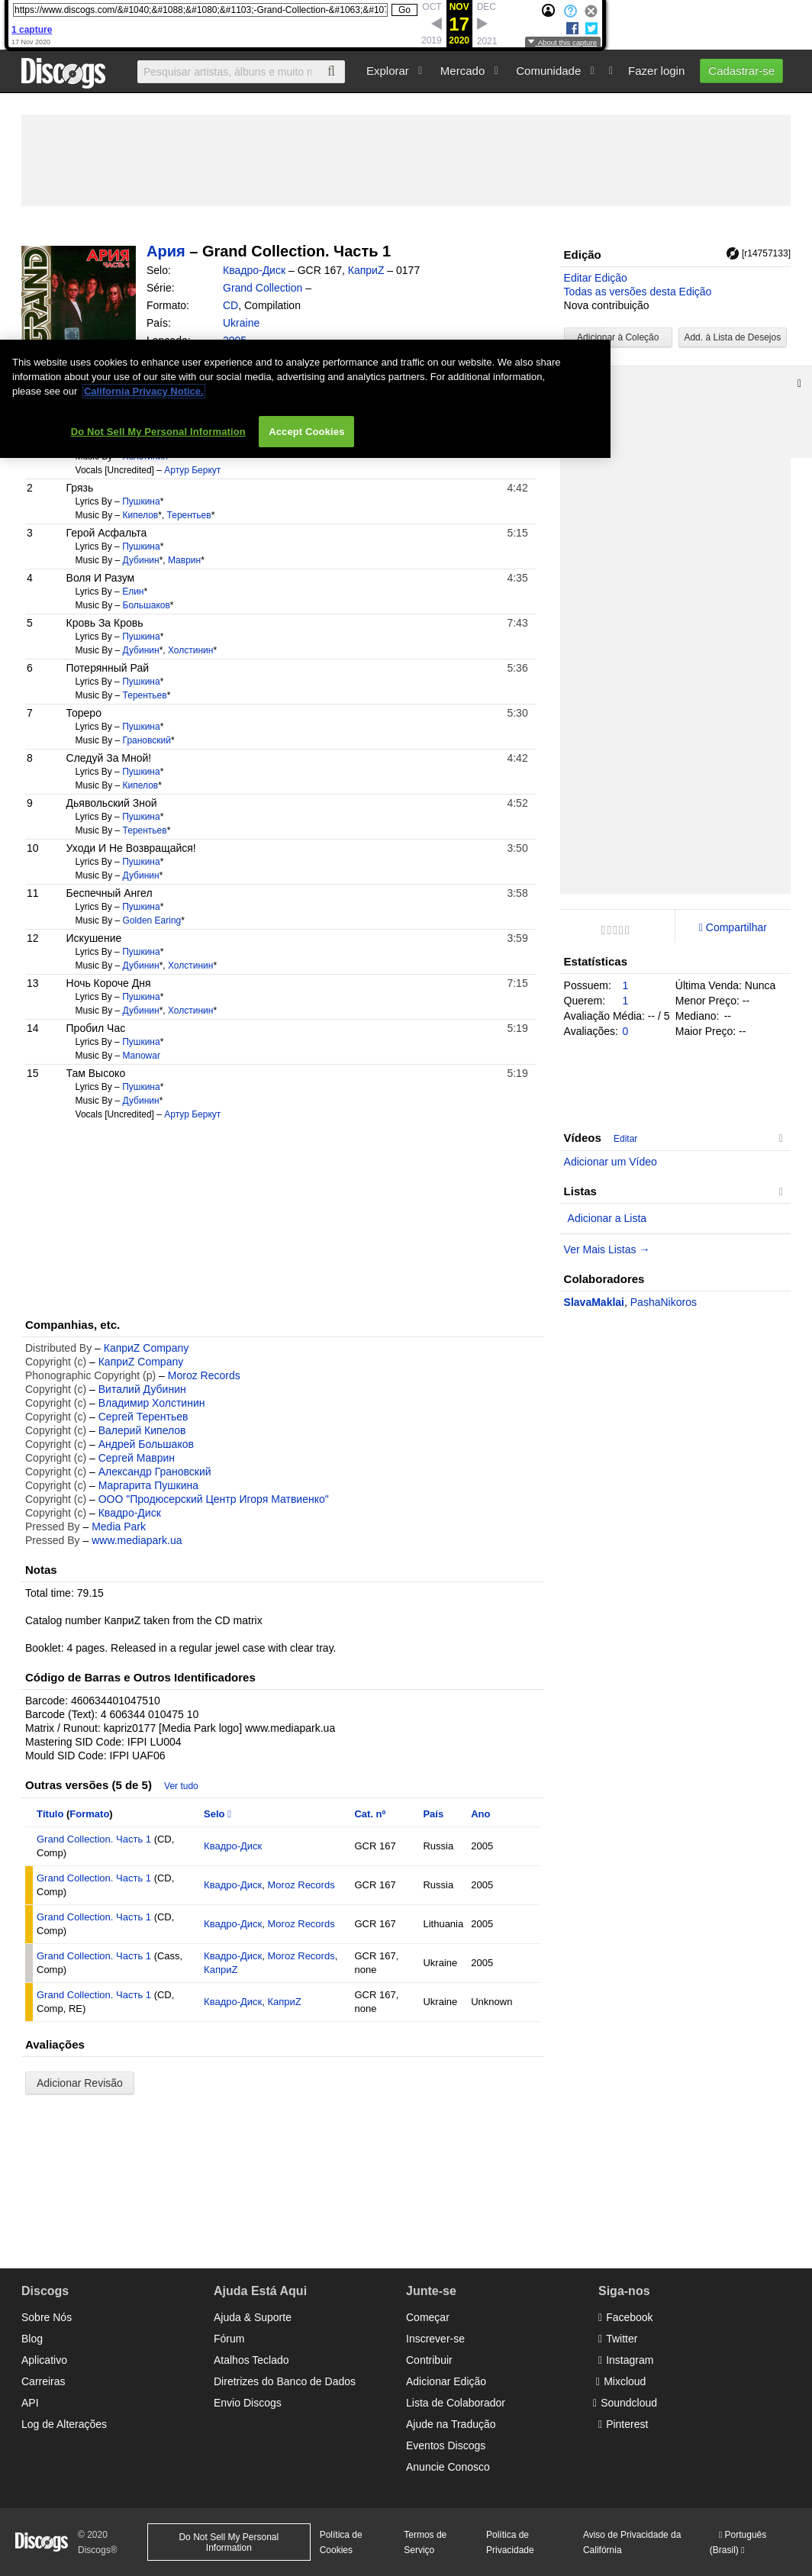 https://www.discogs.com/&#1040;&#1088;&#1080;&#1103;-Grand-Collection-&#1063;&#10 Go
OCT NOV DEC
17
2019 2020 2021
1 capture
17 Nov 2020
About this capture
Discogs
Pesquisar artistas, álbuns e muito m
Explorar Mercado Comunidade Fazer login Cadastrar-se
GRAND
АРИЯ
ЧАСТЬ 1
Ария – Grand Collection. Часть 1
Selo: Квадро-Диск – GCR 167, КаприZ – 0177
Série: Grand Collection –
Formato: CD, Compilation
País: Ukraine
Edição [r14757133]
Editar Edição
Todas as versões desta Edição
Nova contribuição
Adicionar à Coleção Add. à Lista de Desejos
This website uses cookies to enhance user experience and to analyze performance and traffic on our website. We also share
information about your use of our site with our social media, advertising and analytics partners. For additional information,
please see our California Privacy Notice.
Do Not Sell My Personal Information Accept Cookies
Vocals [Uncredited] – Артур Беркут
2 Грязь 4:42
Lyrics By – Пушкина*
Music By – Кипелов*, Терентьев*
3 Герой Асфальта 5:15
Lyrics By – Пушкина*
Music By – Дубинин*, Маврин*
4 Воля И Разум 4:35
Lyrics By – Елин*
Music By – Большаков*
5 Кровь За Кровь 7:43
Lyrics By – Пушкина*
Music By – Дубинин*, Холстинин*
6 Потерянный Рай 5:36
Lyrics By – Пушкина*
Music By – Терентьев*
7 Тореро 5:30
Lyrics By – Пушкина*
Music By – Грановский*
8 Следуй За Мной! 4:42
Lyrics By – Пушкина*
Music By – Кипелов*
9 Дьявольский Зной 4:52
Lyrics By – Пушкина*
Music By – Терентьев*
10 Уходи И Не Возвращайся! 3:50
Lyrics By – Пушкина*
Music By – Дубинин*
11 Беспечный Ангел 3:58
Lyrics By – Пушкина*
Music By – Golden Earing*
12 Искушение 3:59
Lyrics By – Пушкина*
Music By – Дубинин*, Холстинин*
13 Ночь Короче Дня 7:15
Lyrics By – Пушкина*
Music By – Дубинин*, Холстинин*
14 Пробил Час 5:19
Lyrics By – Пушкина*
Music By – Manowar
15 Там Высоко 5:19
Lyrics By – Пушкина*
Music By – Дубинин*
Vocals [Uncredited] – Артур Беркут
Compartilhar
Estatísticas
Possuem: 1 Última Venda: Nunca
Querem: 1 Menor Preço: --
Avaliação Média: -- / 5 Mediano: --
Avaliações: 0 Maior Preço: --
Vídeos Editar
Adicionar um Vídeo
Listas
Adicionar a Lista
Ver Mais Listas →
Colaboradores
SlavaMaklai, PashaNikoros
Companhias, etc.
Distributed By – КаприZ Company
Copyright (c) – КаприZ Company
Phonographic Copyright (p) – Moroz Records
Copyright (c) – Виталий Дубинин
Copyright (c) – Владимир Холстинин
Copyright (c) – Сергей Терентьев
Copyright (c) – Валерий Кипелов
Copyright (c) – Андрей Большаков
Copyright (c) – Сергей Маврин
Copyright (c) – Александр Грановский
Copyright (c) – Маргарита Пушкина
Copyright (c) – ООО "Продюсерский Центр Игоря Матвиенко"
Copyright (c) – Квадро-Диск
Pressed By – Media Park
Pressed By – www.mediapark.ua
Notas
Total time: 79.15
Catalog number КаприZ taken from the CD matrix
Booklet: 4 pages. Released in a regular jewel case with clear tray.
Código de Barras e Outros Identificadores
Barcode: 460634401047510
Barcode (Text): 4 606344 010475 10
Matrix / Runout: kapriz0177 [Media Park logo] www.mediapark.ua
Mastering SID Code: IFPI LU004
Mould SID Code: IFPI UAF06
Outras versões (5 de 5) Ver tudo
Título (Formato) Selo Cat. nº País Ano
Grand Collection. Часть 1 (CD, Comp) Квадро-Диск GCR 167 Russia 2005
Grand Collection. Часть 1 (CD, Comp) Квадро-Диск, Moroz Records GCR 167 Russia 2005
Grand Collection. Часть 1 (CD, Comp) Квадро-Диск, Moroz Records GCR 167 Lithuania 2005
Grand Collection. Часть 1 (Cass, Comp) Квадро-Диск, Moroz Records, КаприZ GCR 167, none Ukraine 2005
Grand Collection. Часть 1 (CD, Comp, RE) Квадро-Диск, КаприZ GCR 167, none Ukraine Unknown
Avaliações
Adicionar Revisão
Discogs
Sobre Nós
Blog
Aplicativo
Carreiras
API
Log de Alterações
Ajuda Está Aqui
Ajuda & Suporte
Fórum
Atalhos Teclado
Diretrizes do Banco de Dados
Envio Discogs
Junte-se
Começar
Inscrever-se
Contribuir
Adicionar Edição
Lista de Colaborador
Ajude na Tradução
Eventos Discogs
Anuncie Conosco
Siga-nos
Facebook
Twitter
Instagram
Mixcloud
Soundcloud
Pinterest
Discogs
© 2020 Discogs®
Do Not Sell My Personal Information
Política de Cookies
Termos de Serviço
Política de Privacidade
Aviso de Privacidade da Califórnia
Português (Brasil)